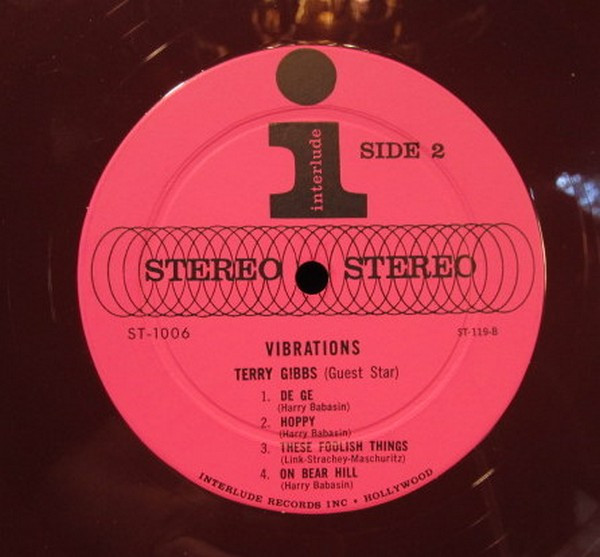 interlude
SIDE 2
STEREO STEREO
ST-1006
ST-119-B
VIBRATIONS
TERRY GIBBS (Guest Star)
1. DE GE
(Harry Babasin)
2. HOPPY
(Harry Babasin)
3. THESE FOOLISH THINGS
(Link-Strachey-Maschuritz)
4. ON BEAR HILL
(Harry Babasin)
INTERLUDE RECORDS INC • HOLLYWOOD